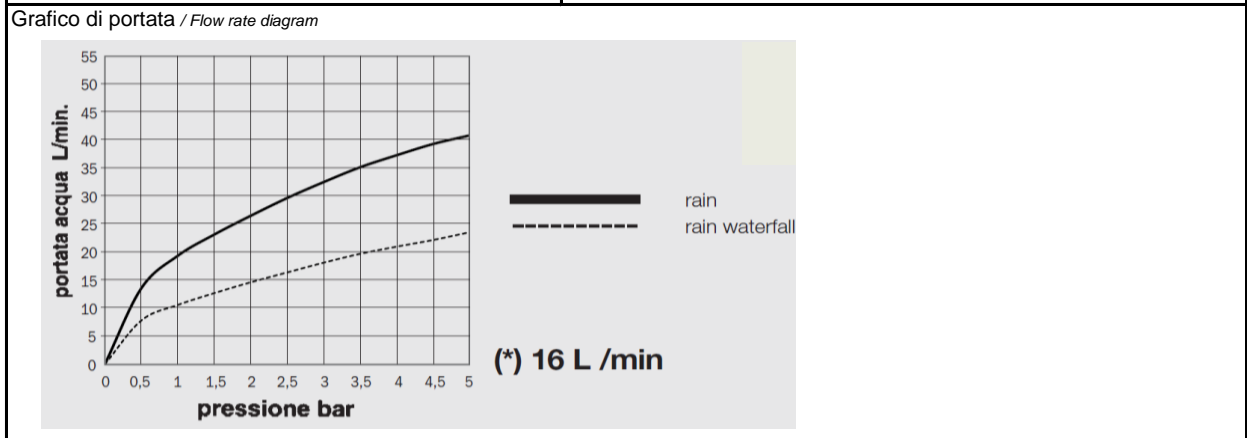 Grafico di portata / Flow rate diagram
portata acqua L/min.
55
50
45
40
35
30
25
20
15
10
5
0
0 0,5 1 1,5 2 2,5 3 3,5 4 4,5 5
pressione bar
rain
rain waterfall
(*) 16 L /min